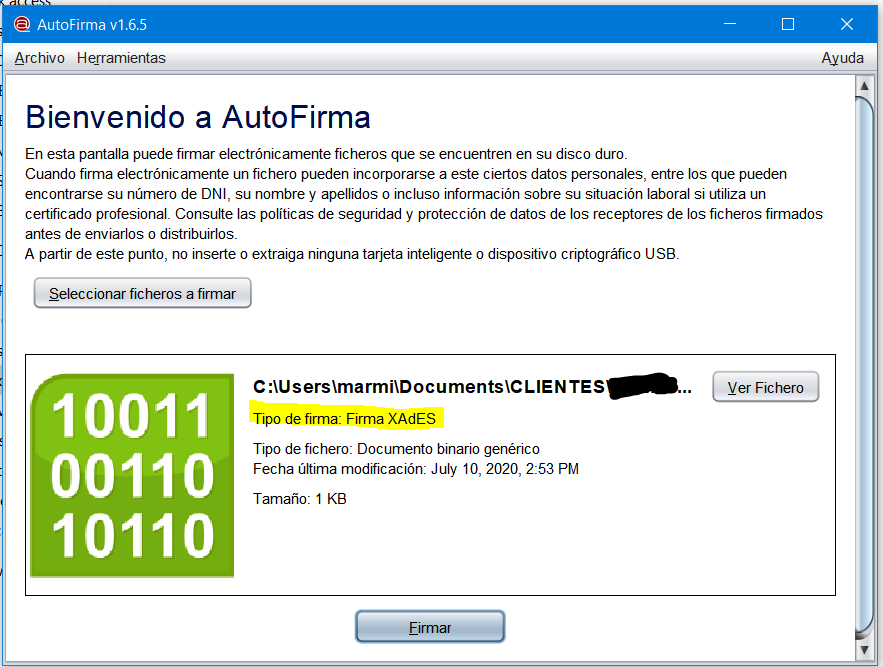 AutoFirma v1.6.5
Archivo Herramientas Ayuda
Bienvenido a AutoFirma
En esta pantalla puede firmar electrónicamente ficheros que se encuentren en su disco duro.
Cuando firma electrónicamente un fichero pueden incorporarse a este ciertos datos personales, entre los que pueden
encontrarse su número de DNI, su nombre y apellidos o incluso información sobre su situación laboral si utiliza un
certificado profesional. Consulte las políticas de seguridad y protección de datos de los receptores de los ficheros firmados
antes de enviarlos o distribuirlos.
A partir de este punto, no inserte o extraiga ninguna tarjeta inteligente o dispositivo criptográfico USB.
Seleccionar ficheros a firmar
10011
00110
10110
C:\Users\marmi\Documents\CLIENTES\...
Ver Fichero
Tipo de firma: Firma XAdES
Tipo de fichero: Documento binario genérico
Fecha última modificación: July 10, 2020, 2:53 PM
Tamaño: 1 KB
Firmar